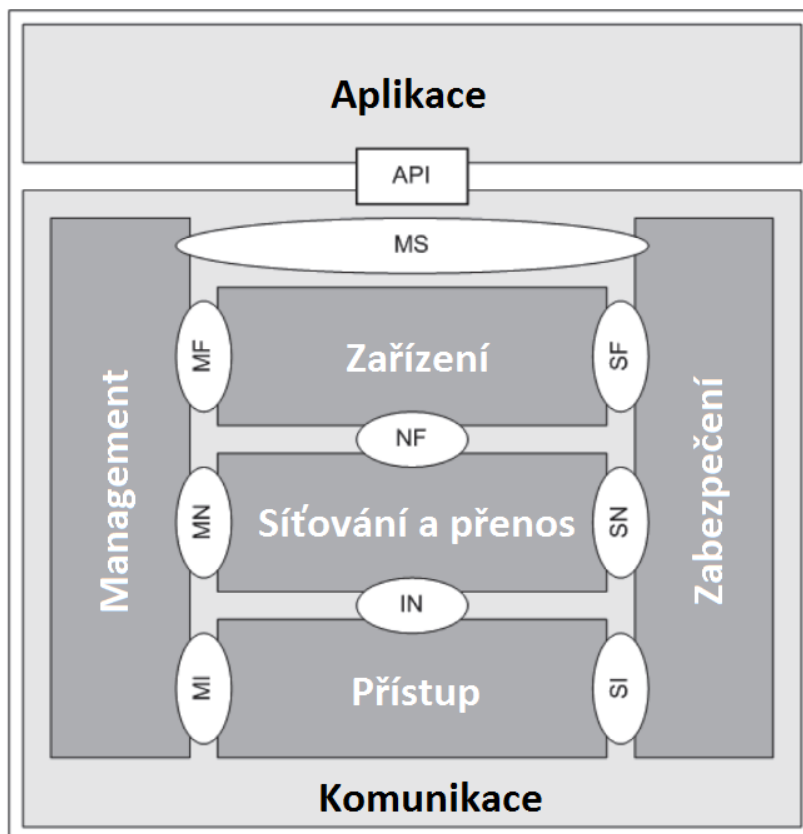 Aplikace
API
MS
MF
Zařízení
SF
NF
Management
MN
Síťování a přenos
SN
Zabezpečení
IN
MI
Přístup
SI
Komunikace